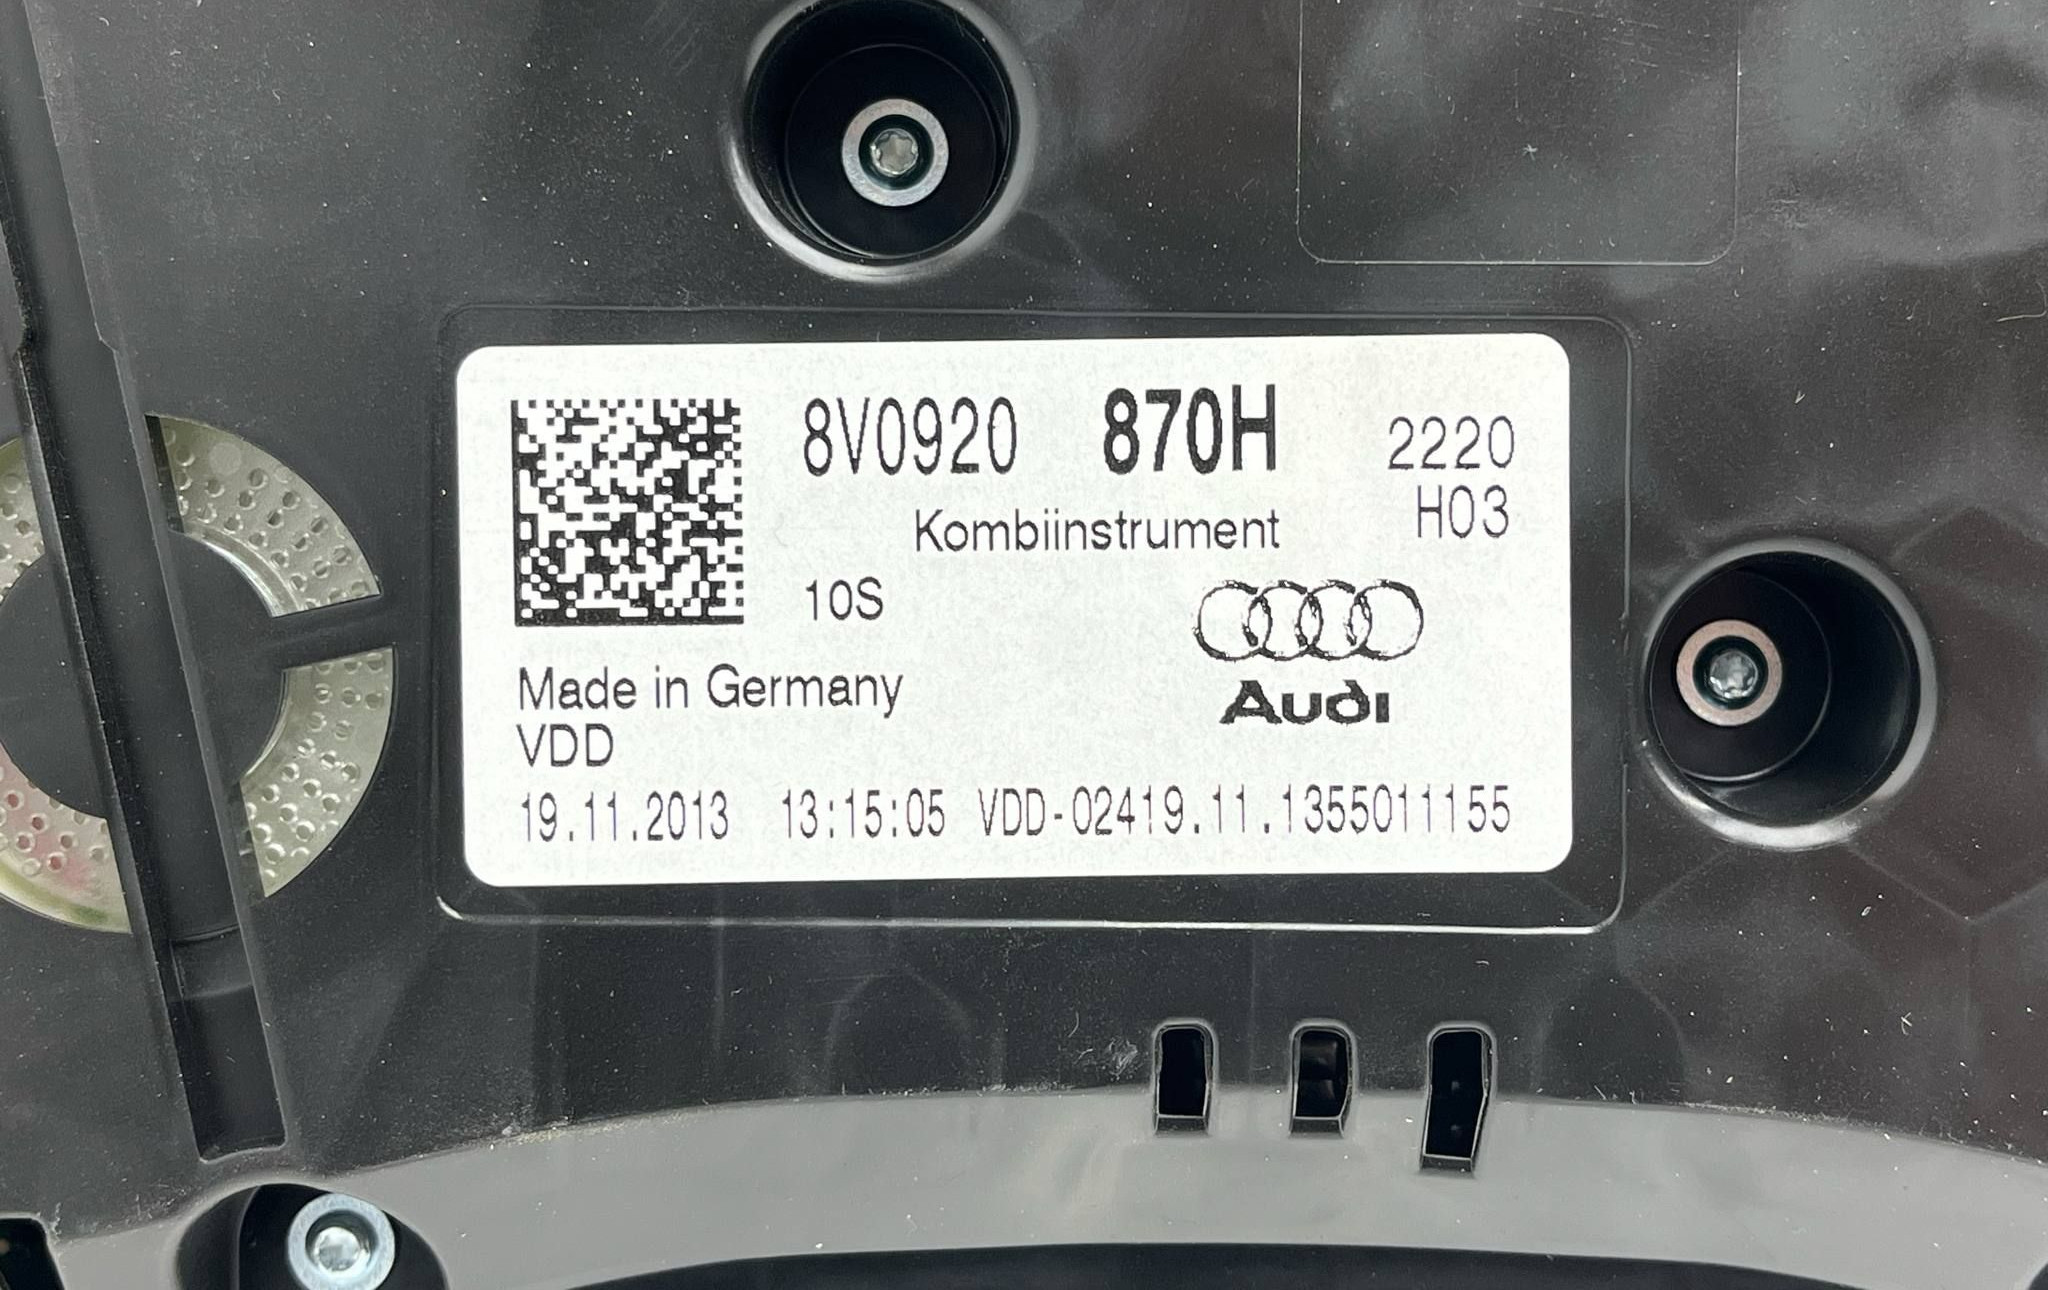 8V0920 870H 2220
H03
Kombiinstrument
10S
Audi
Made in Germany
VDD
19.11.2013 13:15:05 VDD-02419.11.1355011155